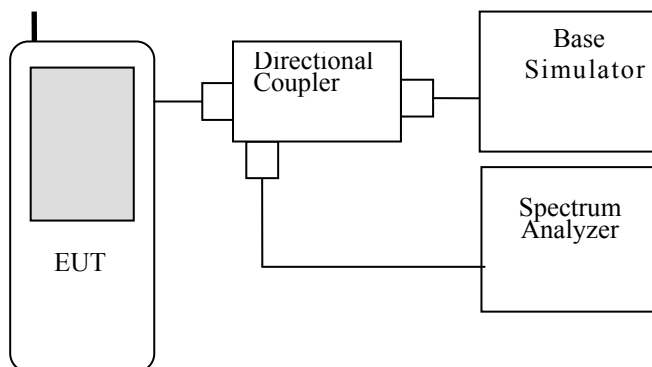 Directional
Coupler
Base
Simulator
Spectrum
Analyzer
EUT